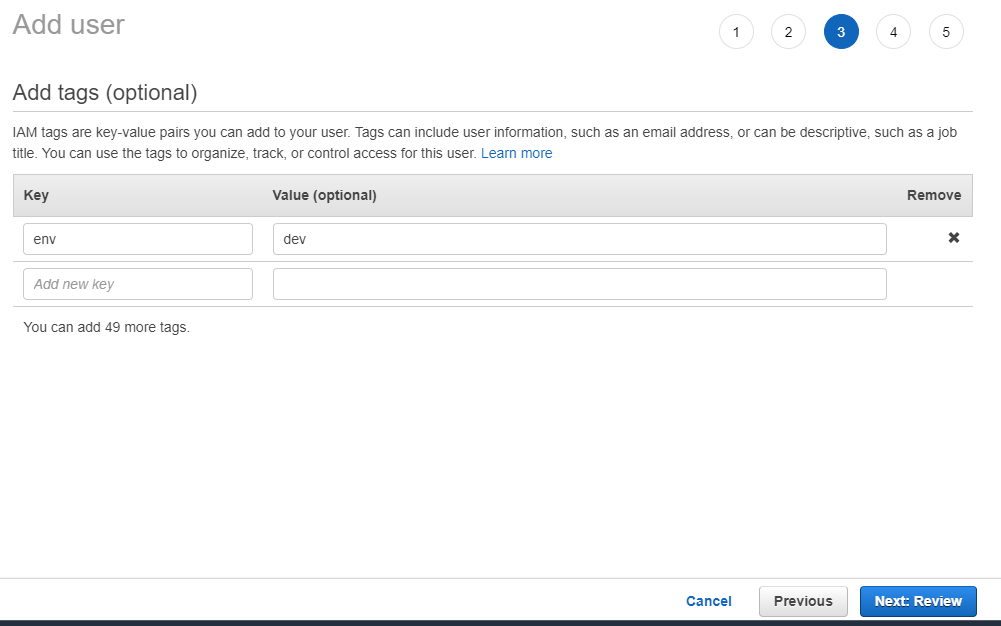 Add user
1 2 3 4 5
Add tags (optional)
IAM tags are key-value pairs you can add to your user. Tags can include user information, such as an email address, or can be descriptive, such as a job
title. You can use the tags to organize, track, or control access for this user. Learn more
Key Value (optional) Remove
env dev ✖
Add new key
You can add 49 more tags.
Cancel Previous Next: Review